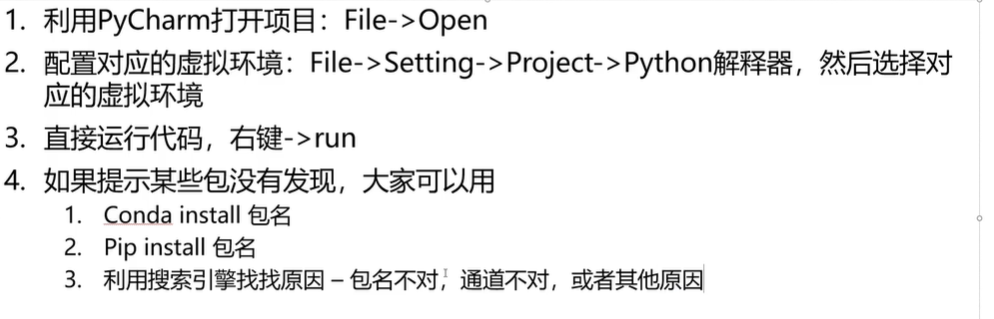 1. 利用PyCharm打开项目：File->Open
2. 配置对应的虚拟环境：File->Setting->Project->Python解释器，然后选择对
应的虚拟环境
3. 直接运行代码，右键->run
4. 如果提示某些包没有发现，大家可以用
1. Conda install 包名
2. Pip install 包名
3. 利用搜索引擎找找原因 – 包名不对，通道不对，或者其他原因